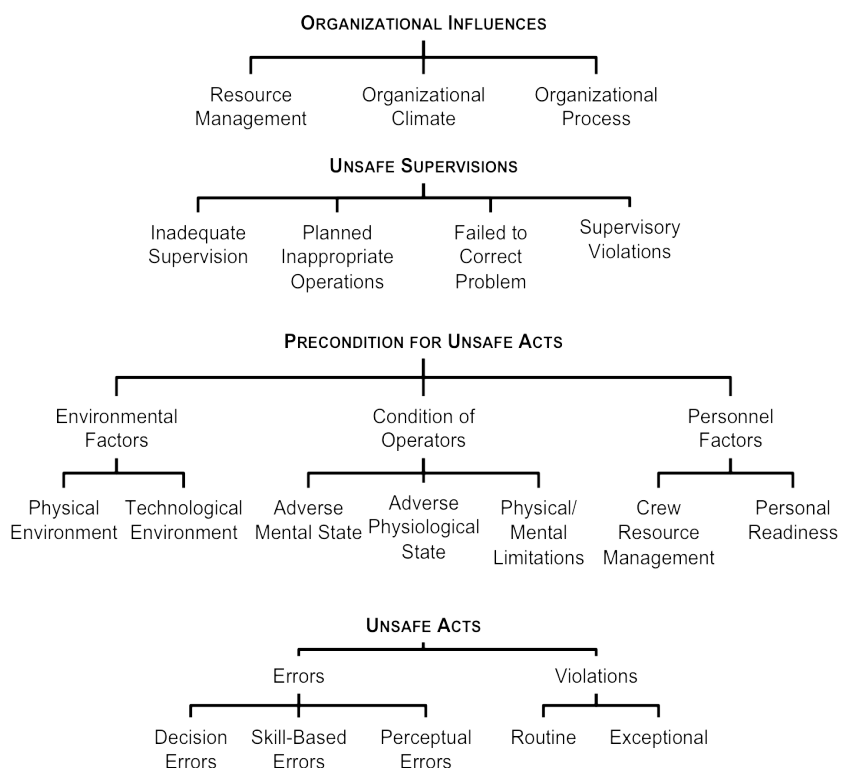 ORGANIZATIONAL INFLUENCES
Resource
Management
Organizational
Climate
Organizational
Process
UNSAFE SUPERVISIONS
Inadequate
Supervision
Planned
Inappropriate
Operations
Failed to
Correct
Problem
Supervisory
Violations
PRECONDITION FOR UNSAFE ACTS
Environmental
Factors
Condition of
Operators
Personnel
Factors
Physical
Environment
Technological
Environment
Adverse
Mental State
Adverse
Physiological
State
Physical/
Mental
Limitations
Crew
Resource
Management
Personal
Readiness
UNSAFE ACTS
Errors
Violations
Decision
Errors
Skill-Based
Errors
Perceptual
Errors
Routine
Exceptional